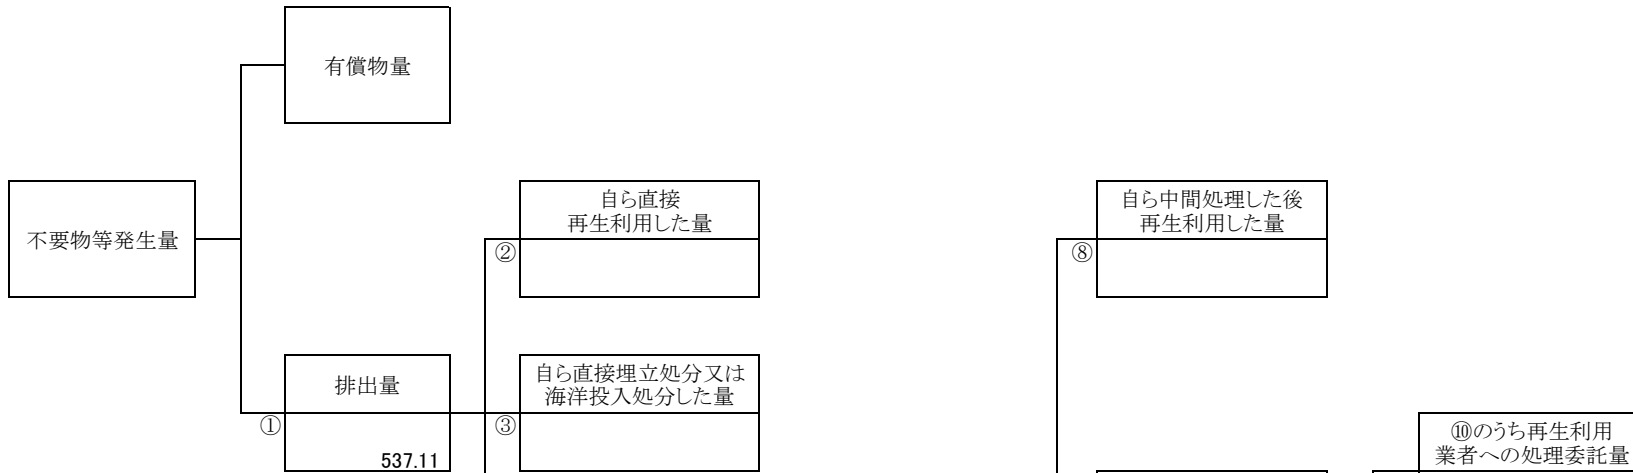 有償物量
不要物等発生量
自ら直接
再生利用した量
②
自ら中間処理した後
再生利用した量
⑧
排出量
①
537.11
自ら直接埋立処分又は
海洋投入処分した量
③
⑩のうち再生利用
業者への処理委託量